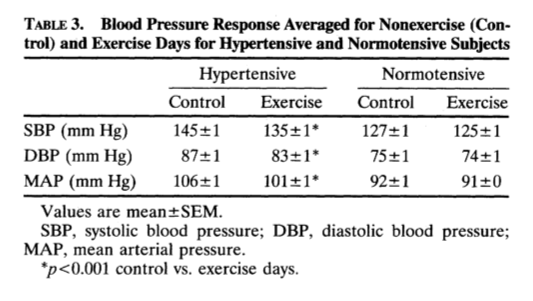 TABLE 3. Blood Pressure Response Averaged for Nonexercise (Con-
trol) and Exercise Days for Hypertensive and Normotensive Subjects
Hypertensive Normotensive
Control Exercise Control Exercise
SBP (mm Hg) 145±1 135±1* 127±1 125±1
DBP (mm Hg) 87±1 83±1* 75±1 74±1
MAP (mm Hg) 106±1 101±1* 92±1 91±0
Values are mean±SEM.
SBP, systolic blood pressure; DBP, diastolic blood pressure;
MAP, mean arterial pressure.
*p<0.001 control vs. exercise days.